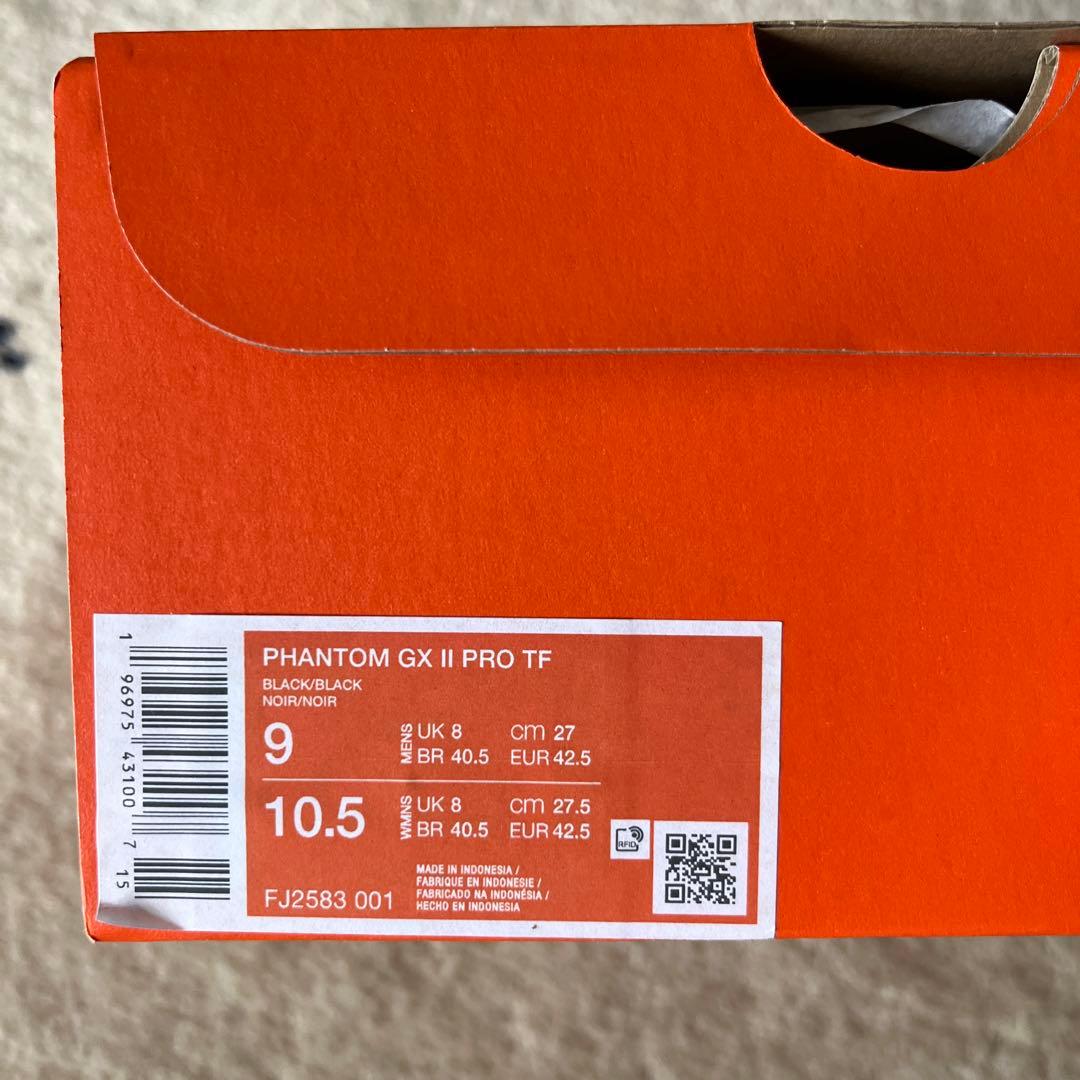 PHANTOM GX II PRO TF
BLACK/BLACK
NOIR/NOIR
9 MENS UK 8 cm 27
BR 40.5 EUR 42.5
10.5 WMNS UK 8 cm 27.5
BR 40.5 EUR 42.5
RFID
MADE IN INDONESIA /
FABRIQUE EN INDONESIE /
FABRICADO NA INDONÉSIA /
HECHO EN INDONESIA
FJ2583 001
1 96975 43100 7 15